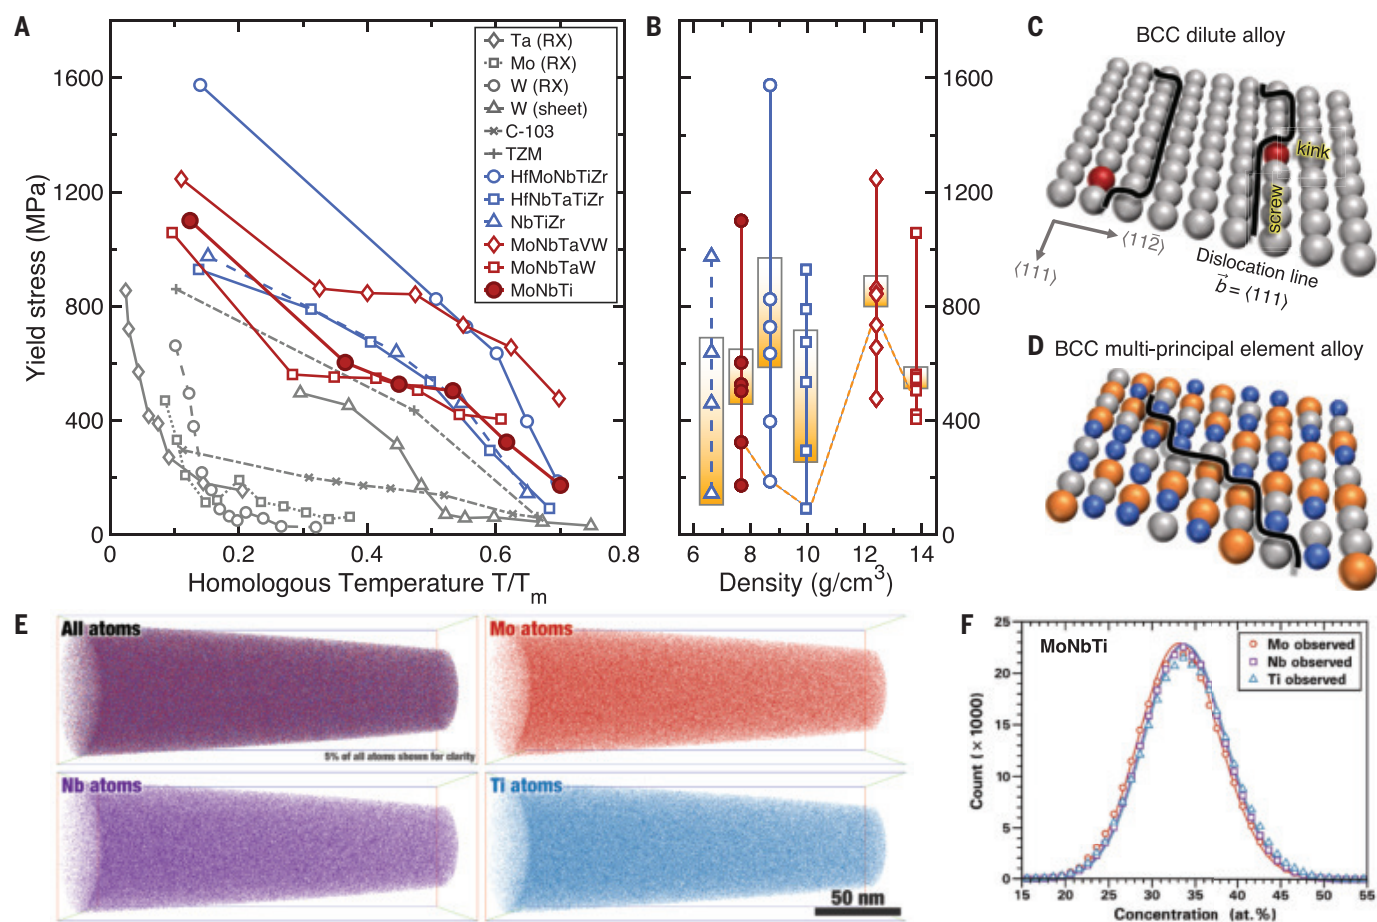 A
Yield stress (MPa)
1600
1200
800
400
0
0
0.2
0.4
0.6
0.8
Homologous Temperature T/Tm
Ta (RX)
Mo (RX)
W (RX)
W (sheet)
C-103
TZM
HfMoNbTiZr
HfNbTaTiZr
NbTiZr
MoNbTaVW
MoNbTaW
MoNbTi
B
1600
1200
800
400
0
6
8
10
12
14
Density (g/cm³)
C
BCC dilute alloy
kink
screw
⟨111⟩
⟨112̄⟩
Dislocation line
b⃗ = ⟨111⟩
D
BCC multi-principal element alloy
E
All atoms
5% of all atoms shown for clarity
Mo atoms
Nb atoms
Ti atoms
50 nm
F
MoNbTi
Mo observed
Nb observed
Ti observed
Count (× 1000)
25
20
15
10
5
0
15
20
25
30
35
40
45
50
55
Concentration (at.%)